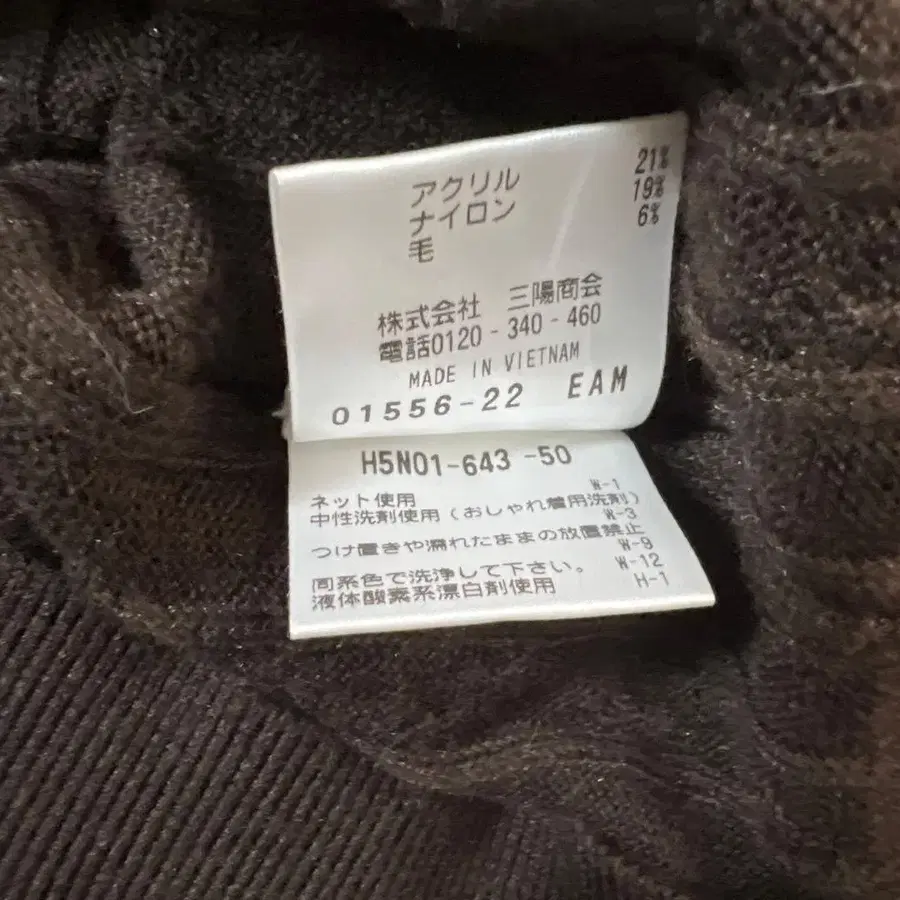 アクリル 21%
ナイロン 19%
毛 6%
株式会社 三陽商会
電話0120-340-460
MADE IN VIETNAM
01556-22 EAM
H5N01-643 -50
W-1
ネット使用
中性洗剤使用(おしゃれ着用洗剤)
W-3
つけ置きや濡れたままの放置禁止
W-9
同系色で洗浄して下さい。 W-12
液体酸素系漂白剤使用 H-1